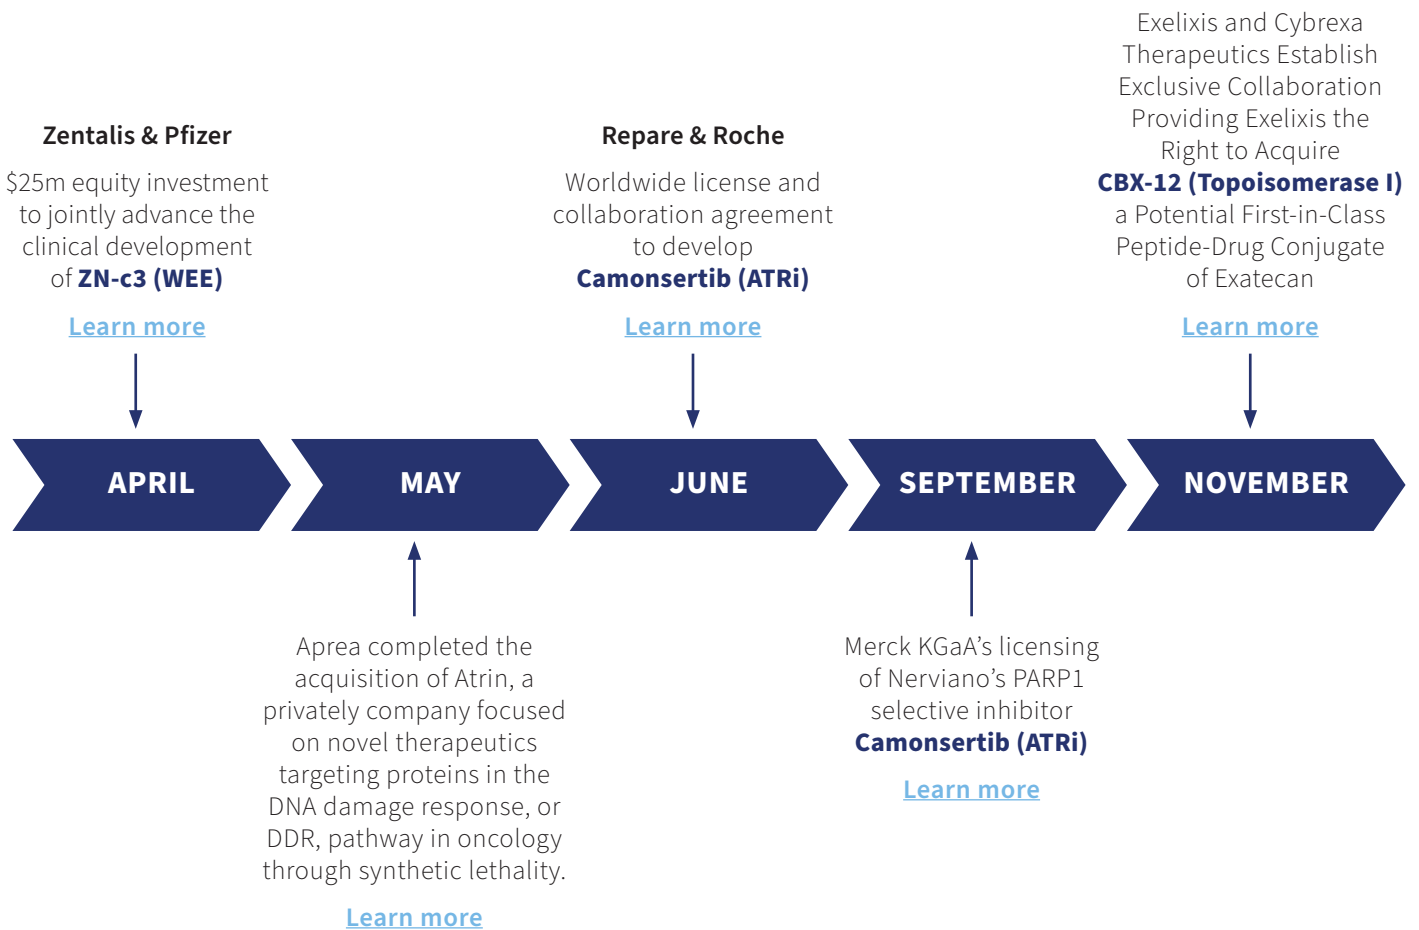 Zentalis & Pfizer
$25m equity investment
to jointly advance the
clinical development
of ZN-c3 (WEE)
Learn more
Repare & Roche
Worldwide license and
collaboration agreement
to develop
Camonsertib (ATRi)
Learn more
Exelixis and Cybrexa
Therapeutics Establish
Exclusive Collaboration
Providing Exelixis the
Right to Acquire
CBX-12 (Topoisomerase I)
a Potential First-in-Class
Peptide-Drug Conjugate
of Exatecan
Learn more
APRIL
MAY
JUNE
SEPTEMBER
NOVEMBER
Aprea completed the
acquisition of Atrin, a
privately company focused
on novel therapeutics
targeting proteins in the
DNA damage response, or
DDR, pathway in oncology
through synthetic lethality.
Learn more
Merck KGaA’s licensing
of Nerviano’s PARP1
selective inhibitor
Camonsertib (ATRi)
Learn more